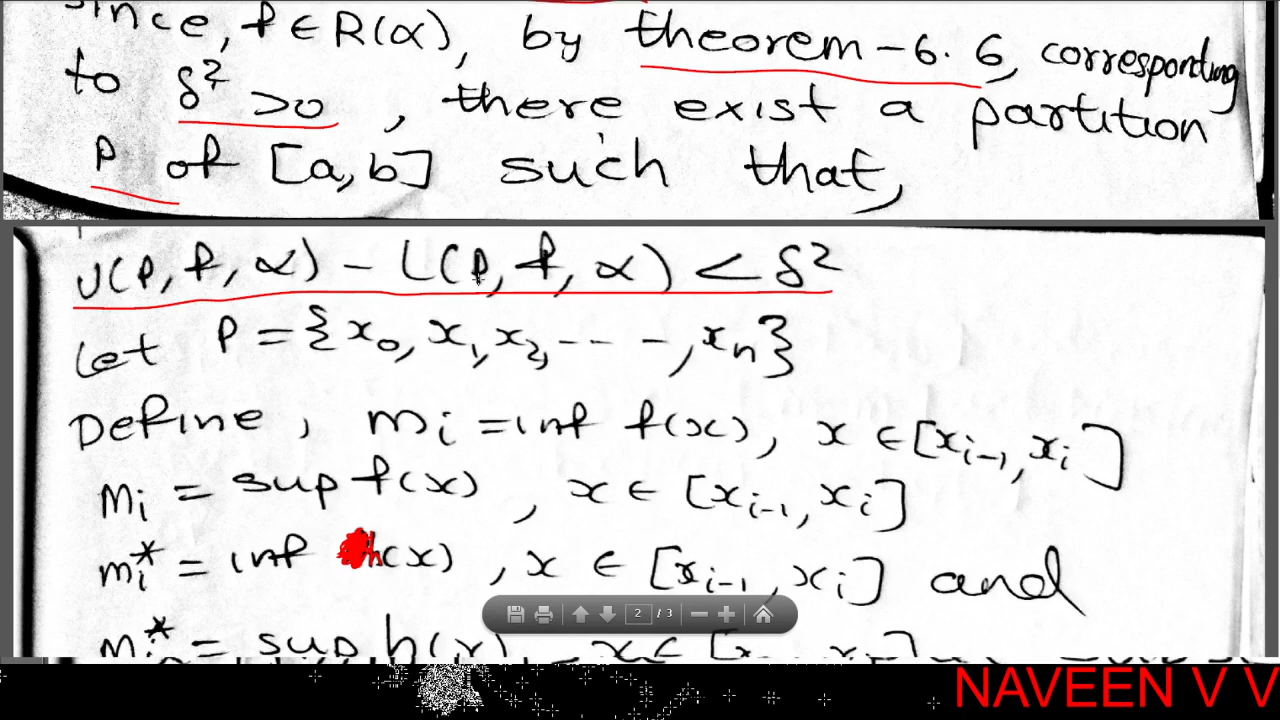 since, f ∈ R(α), by theorem - 6.6, corresponding
to δ² >0, there exist a partition
P of [a, b] such that,
U(P, f, α) - L(P, f, α) < δ²
Let P = {x₀, x₁, x₂, - - - -, xₙ}
Define, mᵢ = inf f(x), x ∈ [xᵢ₋₁, xᵢ]
Mᵢ = sup f(x), x ∈ [xᵢ₋₁, xᵢ]
mᵢ* = inf h(x), x ∈ [xᵢ₋₁, xᵢ] and
Mᵢ* = sup h(x), x ∈ [x
2 / 3
NAVEEN V V